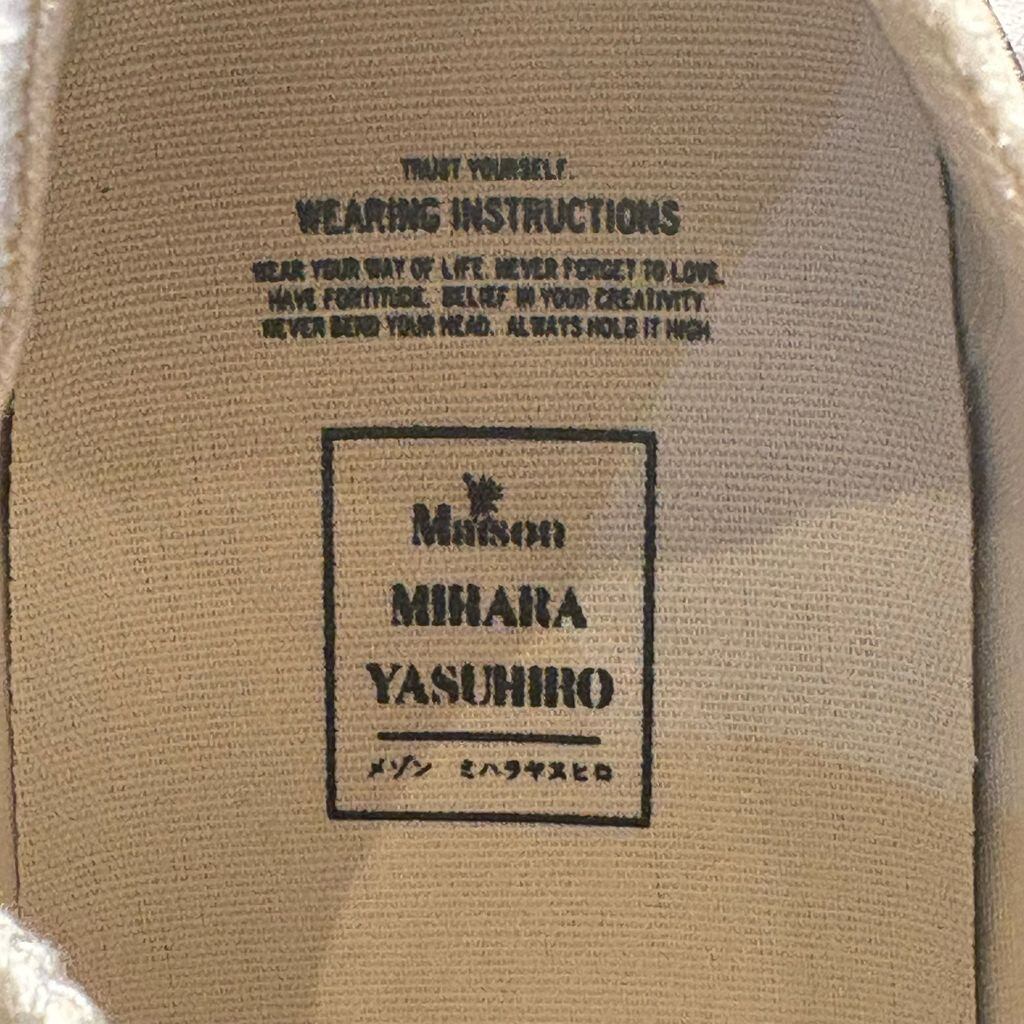 TRUST YOURSELF.
WEARING INSTRUCTIONS
WEAR YOUR WAY OF LIFE. NEVER FORGET TO LOVE.
HAVE FORTITUDE. BELIEF IN YOUR CREATIVITY.
NEVER BEND YOUR HEAD. ALWAYS HOLD IT HIGH.
Maison
MIHARA
YASUHIRO
メゾン ミハラヤスヒロ